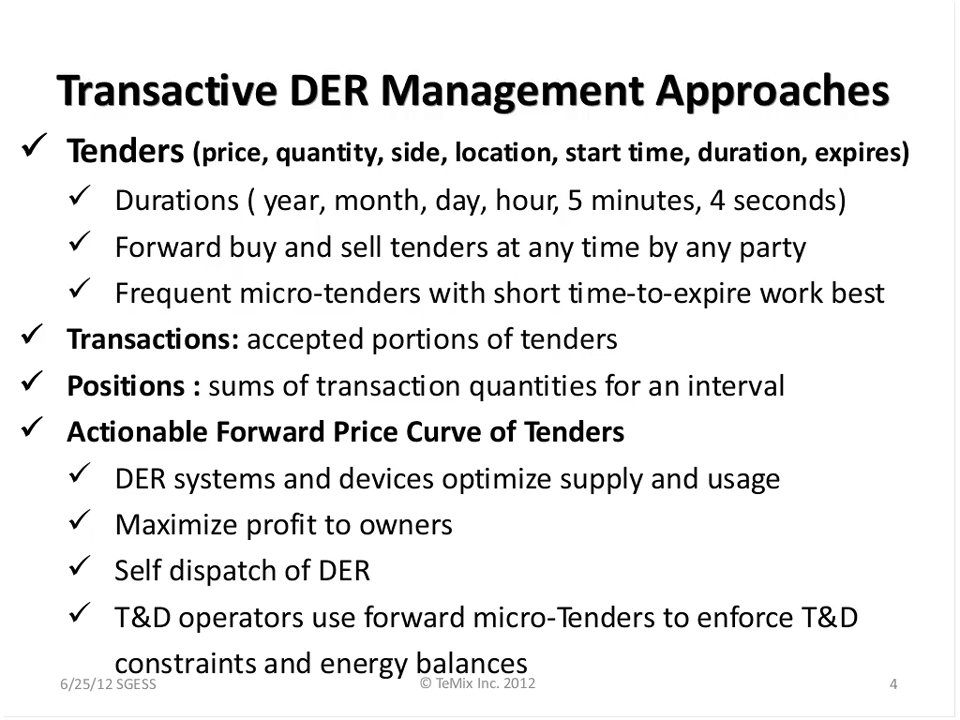 Transactive DER Management Approaches
✓ Tenders (price, quantity, side, location, start time, duration, expires)
✓ Durations ( year, month, day, hour, 5 minutes, 4 seconds)
✓ Forward buy and sell tenders at any time by any party
✓ Frequent micro-tenders with short time-to-expire work best
✓ Transactions: accepted portions of tenders
✓ Positions : sums of transaction quantities for an interval
✓ Actionable Forward Price Curve of Tenders
✓ DER systems and devices optimize supply and usage
✓ Maximize profit to owners
✓ Self dispatch of DER
✓ T&D operators use forward micro-Tenders to enforce T&D
constraints and energy balances
6/25/12 SGESS © TeMix Inc. 2012 4